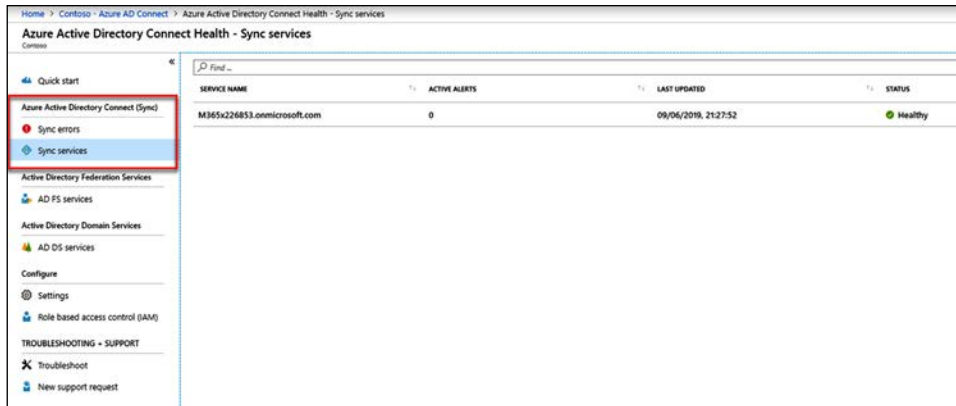 Home > Contoso - Azure AD Connect > Azure Active Directory Connect Health - Sync services
Azure Active Directory Connect Health - Sync services
Contoso
«
Quick start
Azure Active Directory Connect (Sync)
Sync errors
Sync services
Active Directory Federation Services
AD FS services
Active Directory Domain Services
AD DS services
Configure
Settings
Role based access control (IAM)
TROUBLESHOOTING + SUPPORT
Troubleshoot
New support request
Find ...
SERVICE NAME ACTIVE ALERTS LAST UPDATED STATUS
M365x226853.onmicrosoft.com 0 09/06/2019, 21:27:52 Healthy